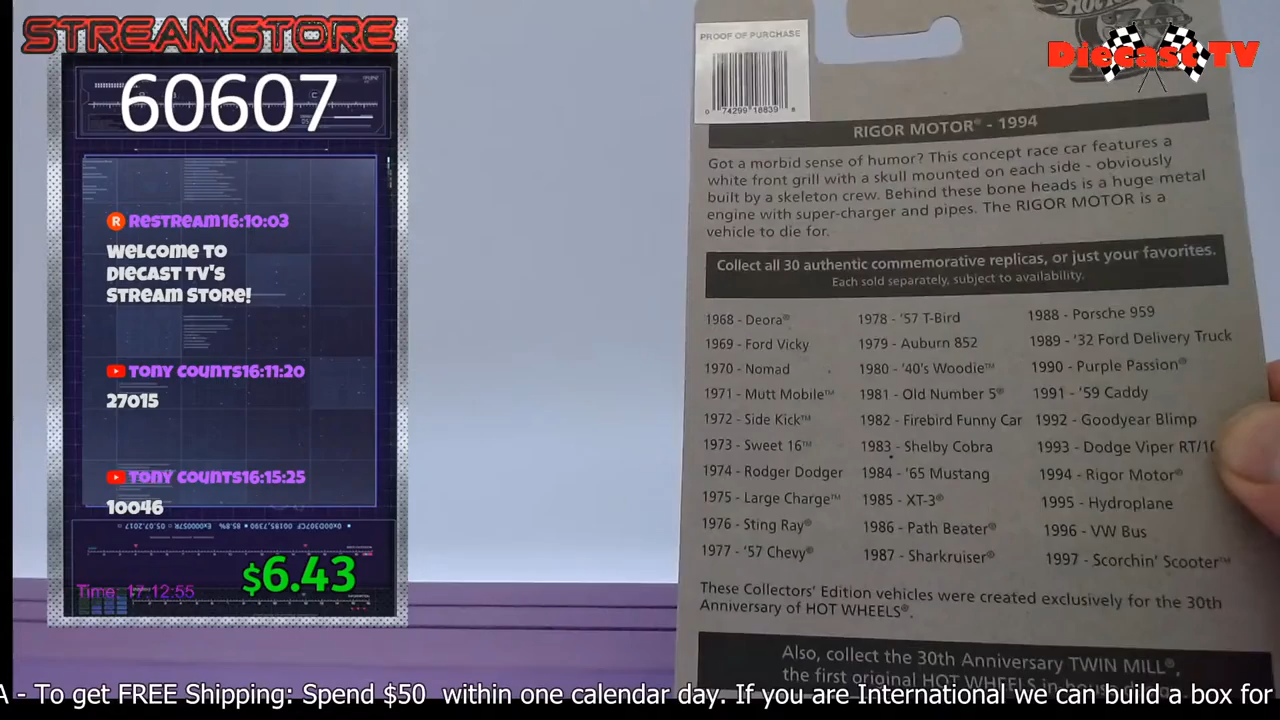 STREAMSTORE
60607
Restream16:10:03
Welcome to
Diecast TV's
Stream Store!
Tony Counts16:11:20
27015
Tony Counts16:15:25
10046
$6.43
Time: 17:12:55
Diecast TV
PROOF OF PURCHASE
0 74299 18839 8
RIGOR MOTOR® - 1994
Got a morbid sense of humor? This concept race car features a
white front grill with a skull mounted on each side - obviously
built by a skeleton crew. Behind these bone heads is a huge metal
engine with super-charger and pipes. The RIGOR MOTOR is a
vehicle to die for.
Collect all 30 authentic commemorative replicas, or just your favorites.
Each sold separately, subject to availability.
1968 - Deora®
1969 - Ford Vicky
1970 - Nomad
1971 - Mutt Mobile™
1972 - Side Kick™
1973 - Sweet 16™
1974 - Rodger Dodger
1975 - Large Charge™
1976 - Sting Ray®
1977 - '57 Chevy®
1978 - '57 T-Bird
1979 - Auburn 852
1980 - '40's Woodie™
1981 - Old Number 5®
1982 - Firebird Funny Car
1983 - Shelby Cobra
1984 - '65 Mustang
1985 - XT-3®
1986 - Path Beater®
1987 - Sharkruiser®
1988 - Porsche 959
1989 - '32 Ford Delivery Truck
1990 - Purple Passion®
1991 - '59 Caddy
1992 - Goodyear Blimp
1993 - Dodge Viper RT/10
1994 - Rigor Motor®
1995 - Hydroplane
1996 - VW Bus
1997 - Scorchin' Scooter™
These Collectors' Edition vehicles were created exclusively for the 30th
Anniversary of HOT WHEELS®.
Also, collect the 30th Anniversary TWIN MILL®,
the first original HOT WHEELS in house
A - To get FREE Shipping: Spend $50 within one calendar day. If you are International we can build a box for